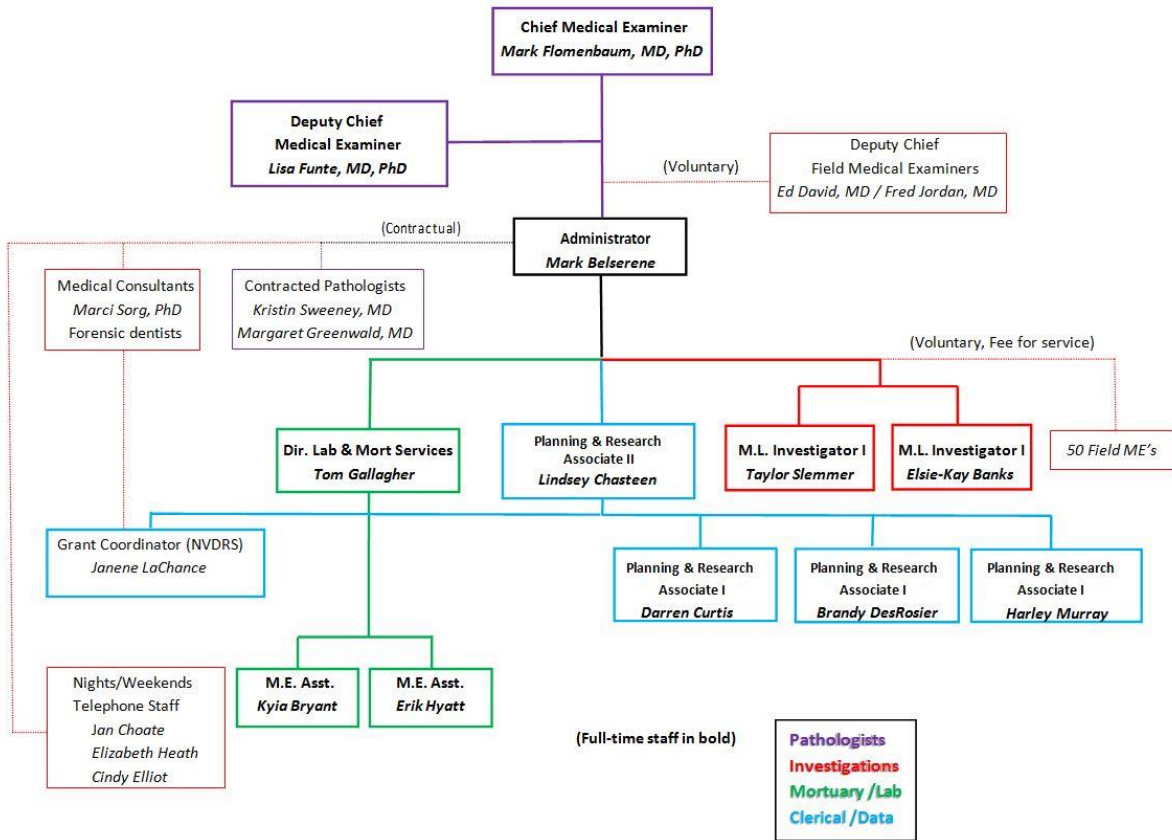 Chief Medical Examiner
Mark Flomenbaum, MD, PhD
Deputy Chief
Medical Examiner
Lisa Funte, MD, PhD
(Voluntary)
Deputy Chief
Field Medical Examiners
Ed David, MD / Fred Jordan, MD
(Contractual)
Administrator
Mark Belserene
Medical Consultants
Marci Sorg, PhD
Forensic dentists
Contracted Pathologists
Kristin Sweeney, MD
Margaret Greenwald, MD
(Voluntary, Fee for service)
Dir. Lab & Mort Services
Tom Gallagher
Planning & Research
Associate II
Lindsey Chasteen
M.L. Investigator I
Taylor Slemmer
M.L. Investigator I
Elsie-Kay Banks
50 Field ME's
Grant Coordinator (NVDRS)
Janene LaChance
Planning & Research
Associate I
Darren Curtis
Planning & Research
Associate I
Brandy DesRosier
Planning & Research
Associate I
Harley Murray
Nights/Weekends
Telephone Staff
Jan Choate
Elizabeth Heath
Cindy Elliot
M.E. Asst.
Kyia Bryant
M.E. Asst.
Erik Hyatt
(Full-time staff in bold)
Pathologists
Investigations
Mortuary /Lab
Clerical /Data